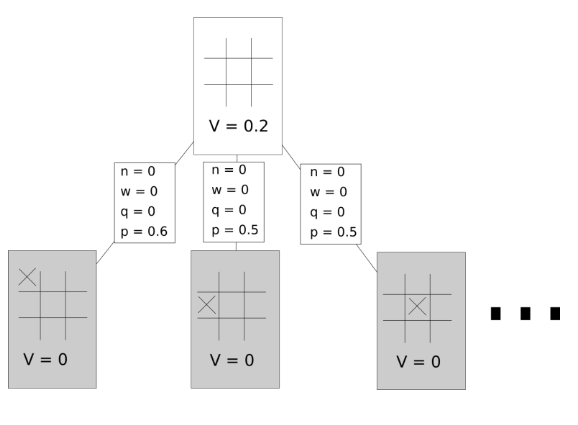 V = 0.2
n = 0
w = 0
q = 0
p = 0.6
n = 0
w = 0
q = 0
p = 0.5
n = 0
w = 0
q = 0
p = 0.5
V = 0
V = 0
V = 0